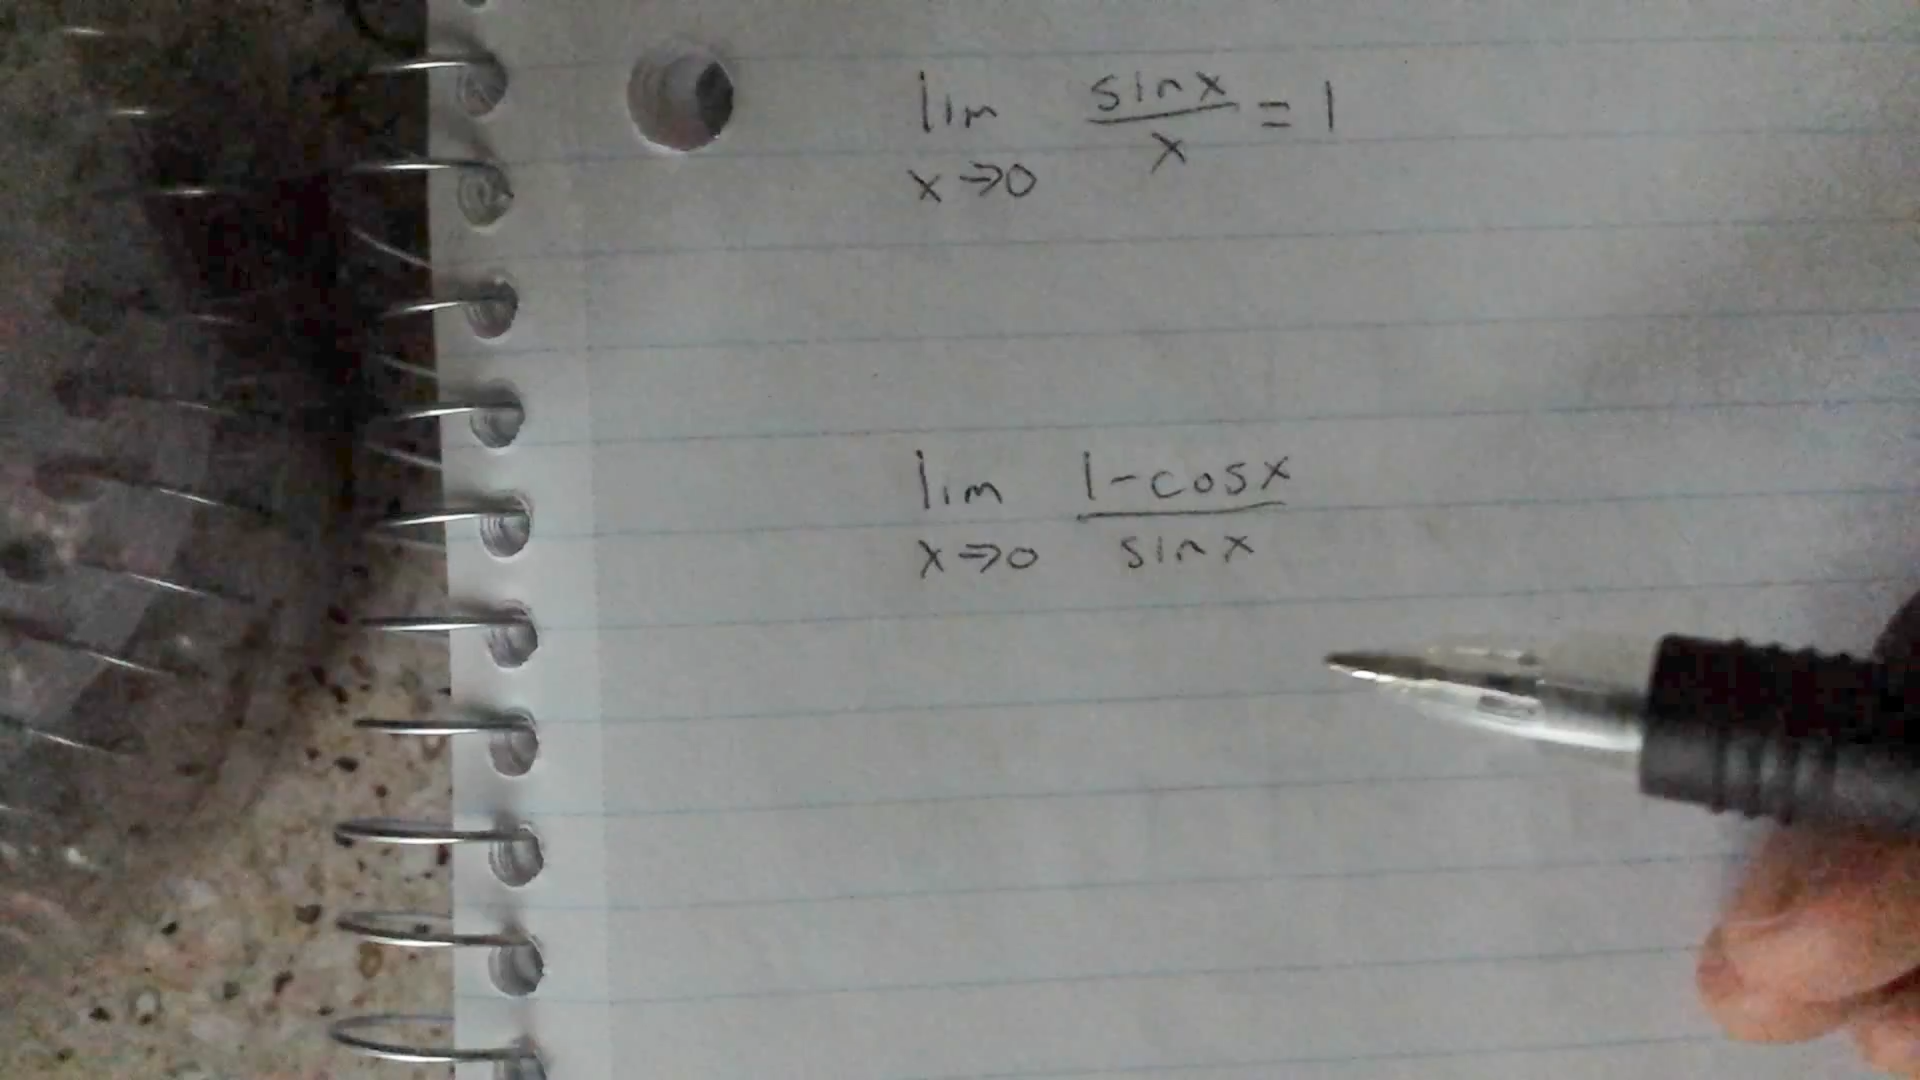 lim sinx/x = 1
x→0
lim 1-cosx/sinx
x→0